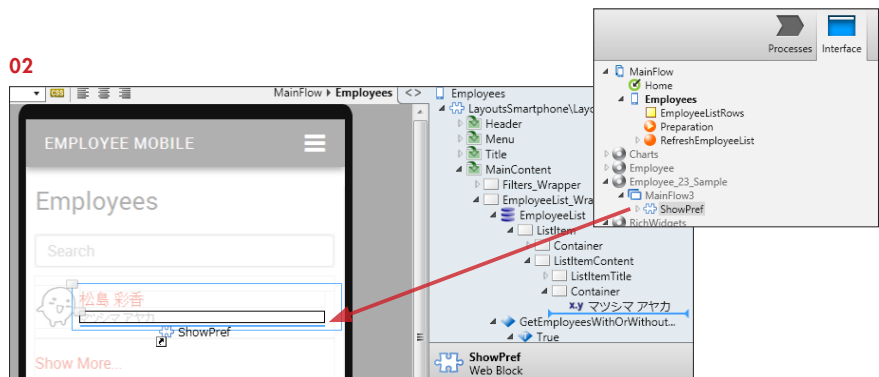 02
Processes
Interface
MainFlow
Home
Employees
EmployeeListRows
Preparation
RefreshEmployeeList
Charts
Employee
Employee_23_Sample
MainFlow3
ShowPref
RichWidgets
MainFlow Employees <>
EMPLOYEE MOBILE
Employees
Search
松島 彩香
マツシマ アヤカ
ShowPref
Show More...
Employees
LayoutsSmartphone\Layo
Header
Menu
Title
MainContent
Filters_Wrapper
EmployeeList_Wra
EmployeeList
ListItem
Container
ListItemContent
ListItemTitle
Container
x.y マツシマ アヤカ
GetEmployeesWithOrWithout...
True
ShowPref
Web Block